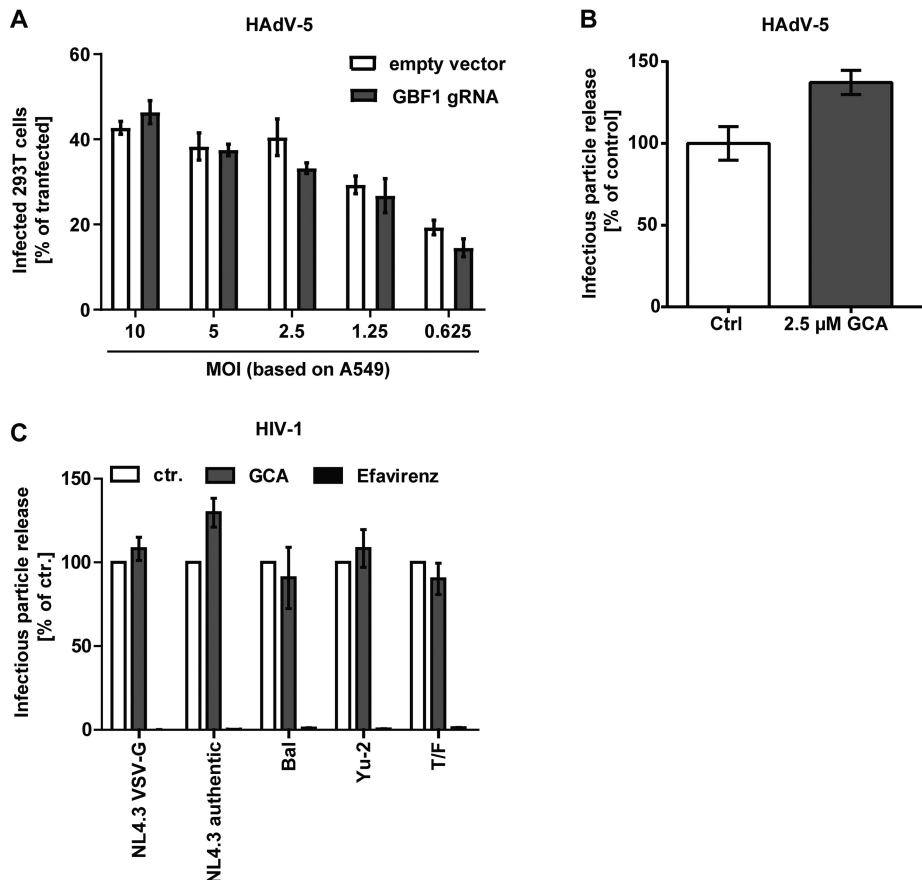 A
HAdV-5
Infected 293T cells
[% of tranfected]
60
40
20
0
empty vector
GBF1 gRNA
10 5 2.5 1.25 0.625
MOI (based on A549)
B
HAdV-5
Infectious particle release
[% of control]
150
100
50
0
Ctrl 2.5 µM GCA
C
HIV-1
Infectious particle release
[% of ctr.]
150
100
50
0
ctr. GCA Efavirenz
NL4.3 VSV-G
NL4.3 authentic
Bal
Yu-2
T/F